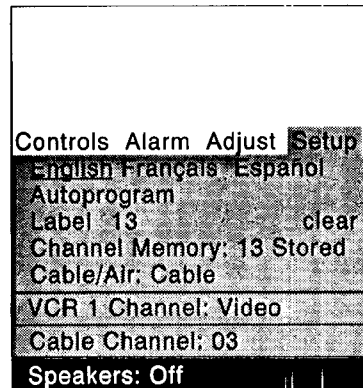 Controls Alarm Adjust Setup
English Français Español
Autoprogram
Label 13 clear
Channel Memory: 13 Stored
Cable/Air: Cable
VCR 1 Channel: Video
Cable Channel: 03
Speakers: Off